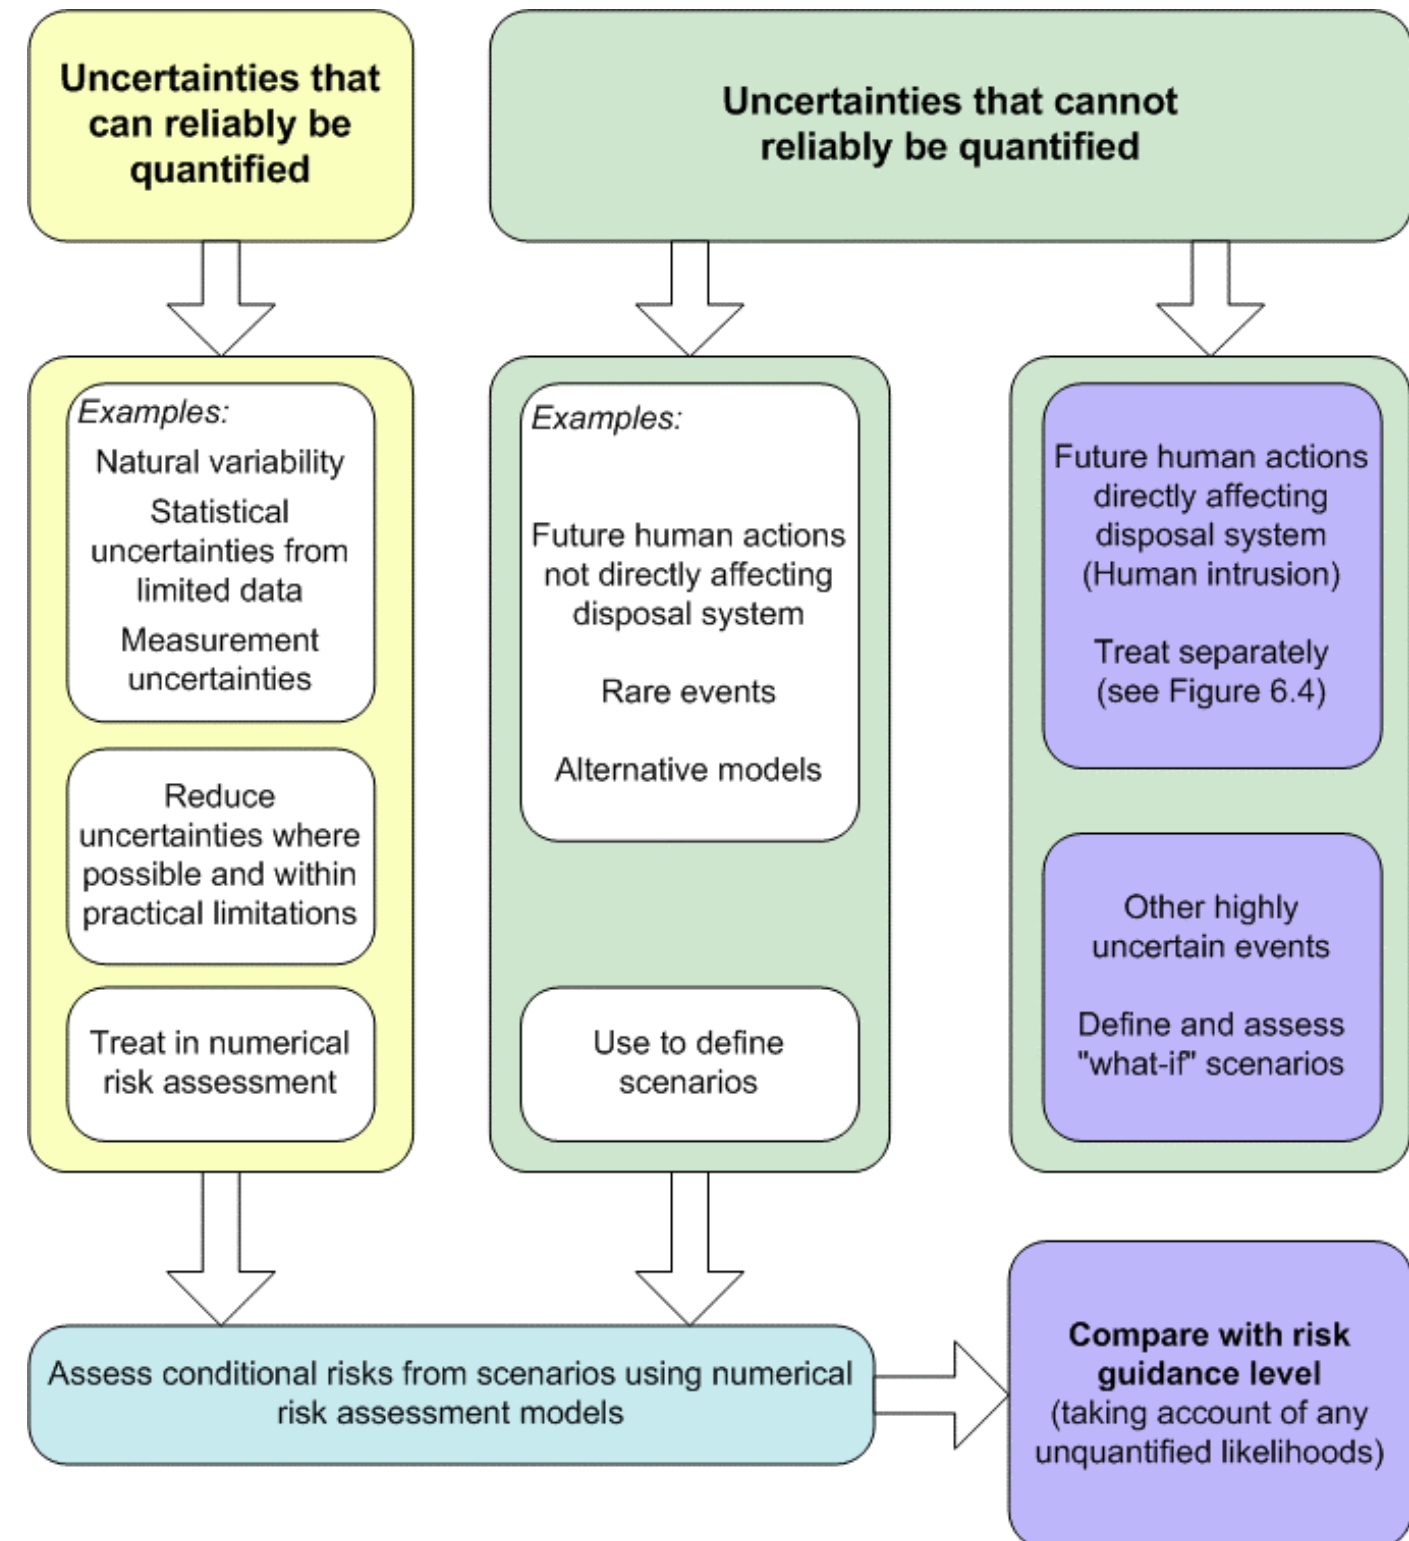 Uncertainties that
can reliably be
quantified
Uncertainties that cannot
reliably be quantified
Examples:
Natural variability
Statistical
uncertainties from
limited data
Measurement
uncertainties
Reduce
uncertainties where
possible and within
practical limitations
Treat in numerical
risk assessment
Examples:
Future human actions
not directly affecting
disposal system
Rare events
Alternative models
Use to define
scenarios
Future human actions
directly affecting
disposal system
(Human intrusion)
Treat separately
(see Figure 6.4)
Other highly
uncertain events
Define and assess
"what-if" scenarios
Assess conditional risks from scenarios using numerical
risk assessment models
Compare with risk
guidance level
(taking account of any
unquantified likelihoods)